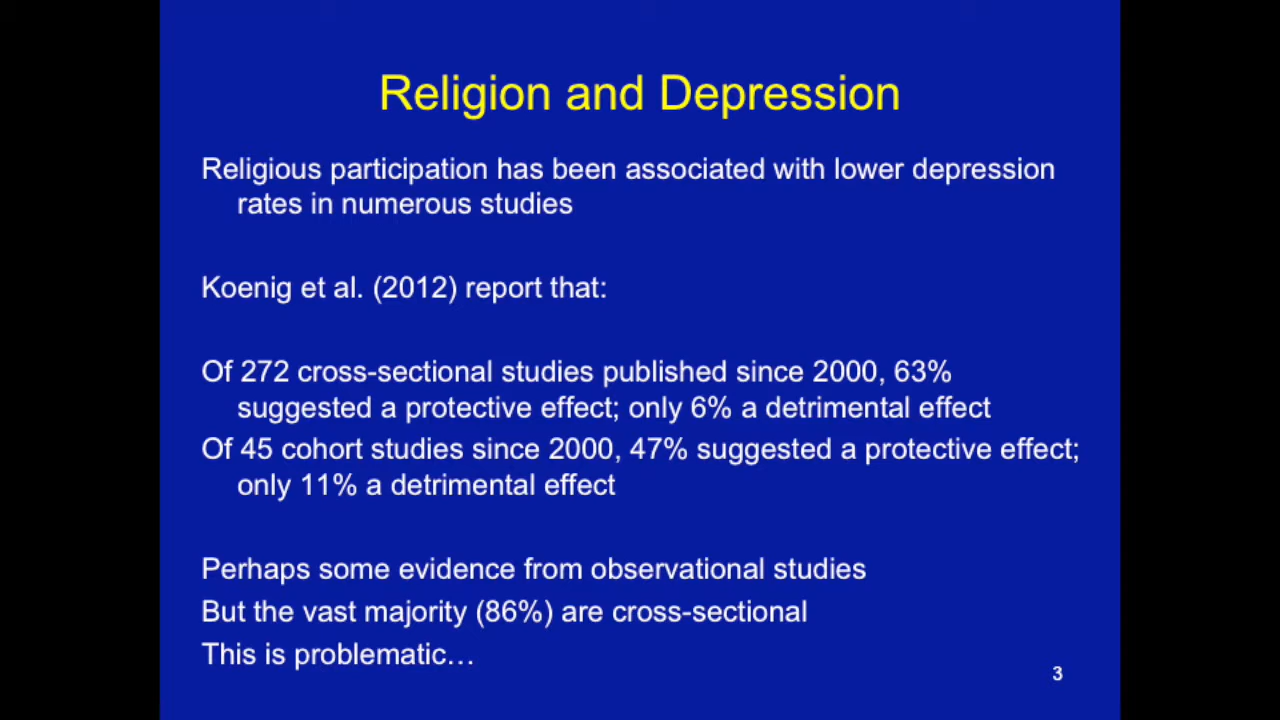 Religion and Depression
Religious participation has been associated with lower depression
rates in numerous studies
Koenig et al. (2012) report that:
Of 272 cross-sectional studies published since 2000, 63%
suggested a protective effect; only 6% a detrimental effect
Of 45 cohort studies since 2000, 47% suggested a protective effect;
only 11% a detrimental effect
Perhaps some evidence from observational studies
But the vast majority (86%) are cross-sectional
This is problematic…
3